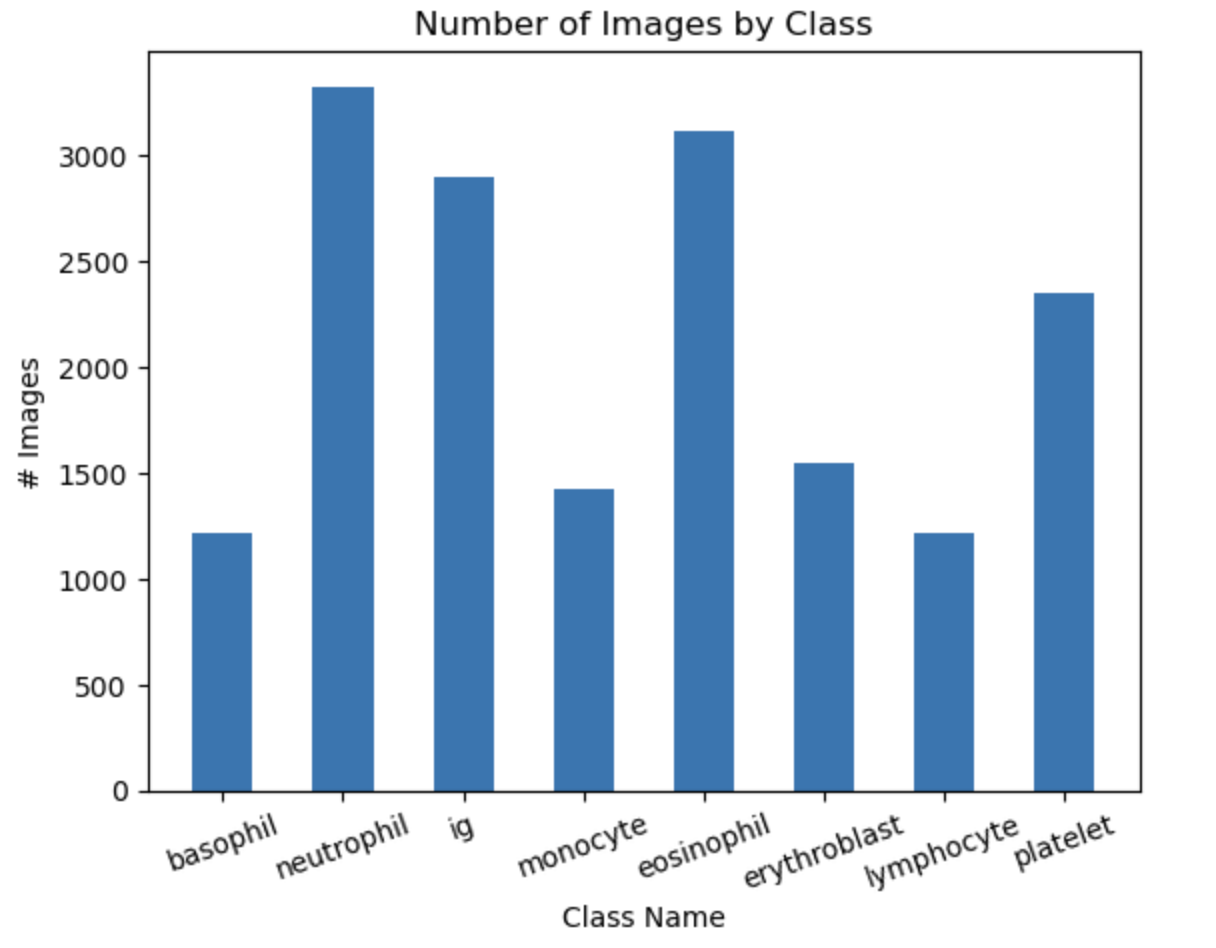 Number of Images by Class
# Images
3000
2500
2000
1500
1000
500
0
basophil
neutrophil
ig
monocyte
eosinophil
erythroblast
lymphocyte
platelet
Class Name